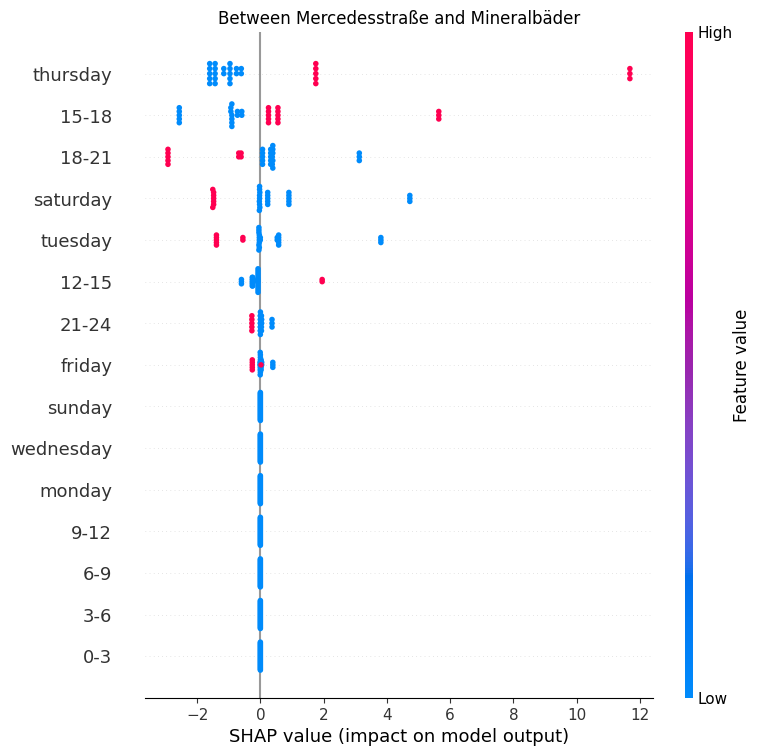 Between Mercedesstraße and Mineralbäder
High
thursday
15-18
18-21
saturday
tuesday
12-15
21-24
friday
sunday
wednesday
monday
9-12
6-9
3-6
0-3
Feature value
Low
−2 0 2 4 6 8 10 12
SHAP value (impact on model output)